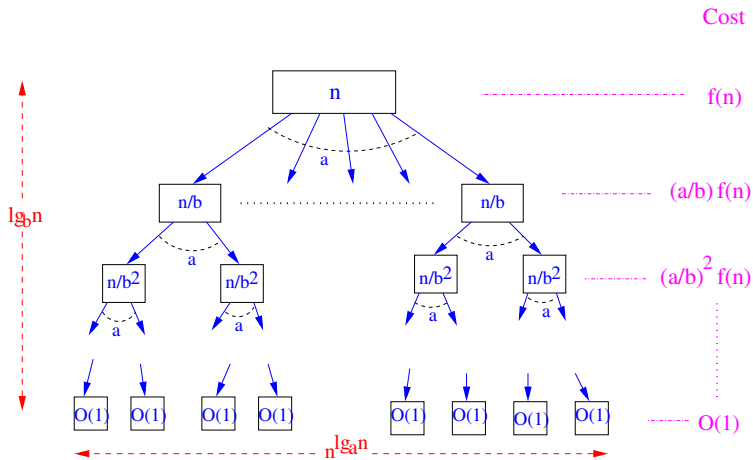 Cost
n
f(n)
a
n/b
n/b
(a/b) f(n)
lg_b n
a
a
n/b²
n/b²
n/b²
n/b²
(a/b)² f(n)
a
a
a
a
O(1)
O(1)
O(1)
O(1)
O(1)
O(1)
O(1)
O(1)
O(1)
n^lg_a n